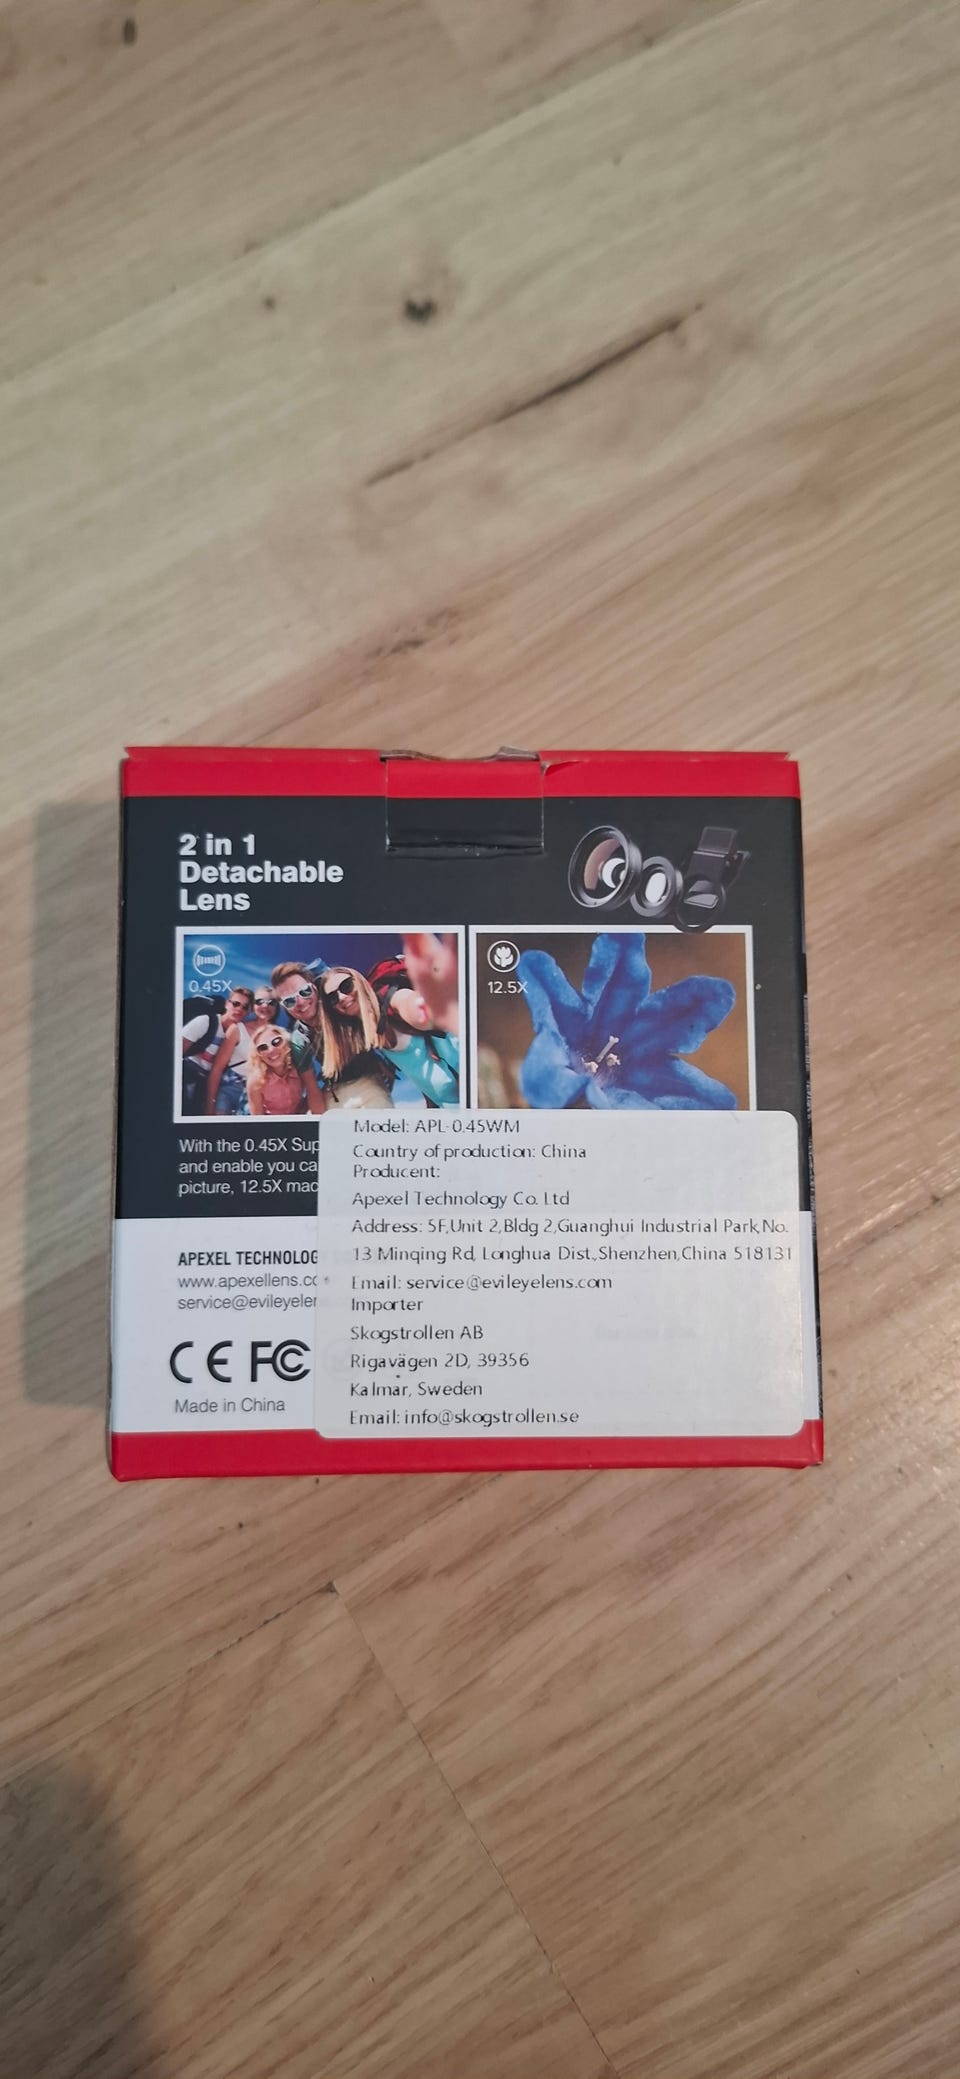 2 in 1
Detachable
Lens
0.45X
12.5X
With the 0.45X Sup
and enable you ca
picture, 12.5X mac
APEXEL TECHNOLOG
www.apexellens.co
service@evileyeler
CE FC
Made in China
Model: APL-0.45WM
Country of production: China
Producent:
Apexel Technology Co. Ltd
Address: 5F,Unit 2,Bldg 2,Guanghui Industrial Park,No.
13 Minqing Rd, Longhua Dist.,Shenzhen,China 518131
Email: service@evileyelens.com
Importer
Skogstrollen AB
Rigavägen 2D, 39356
Kalmar, Sweden
Email: info@skogstrollen.se